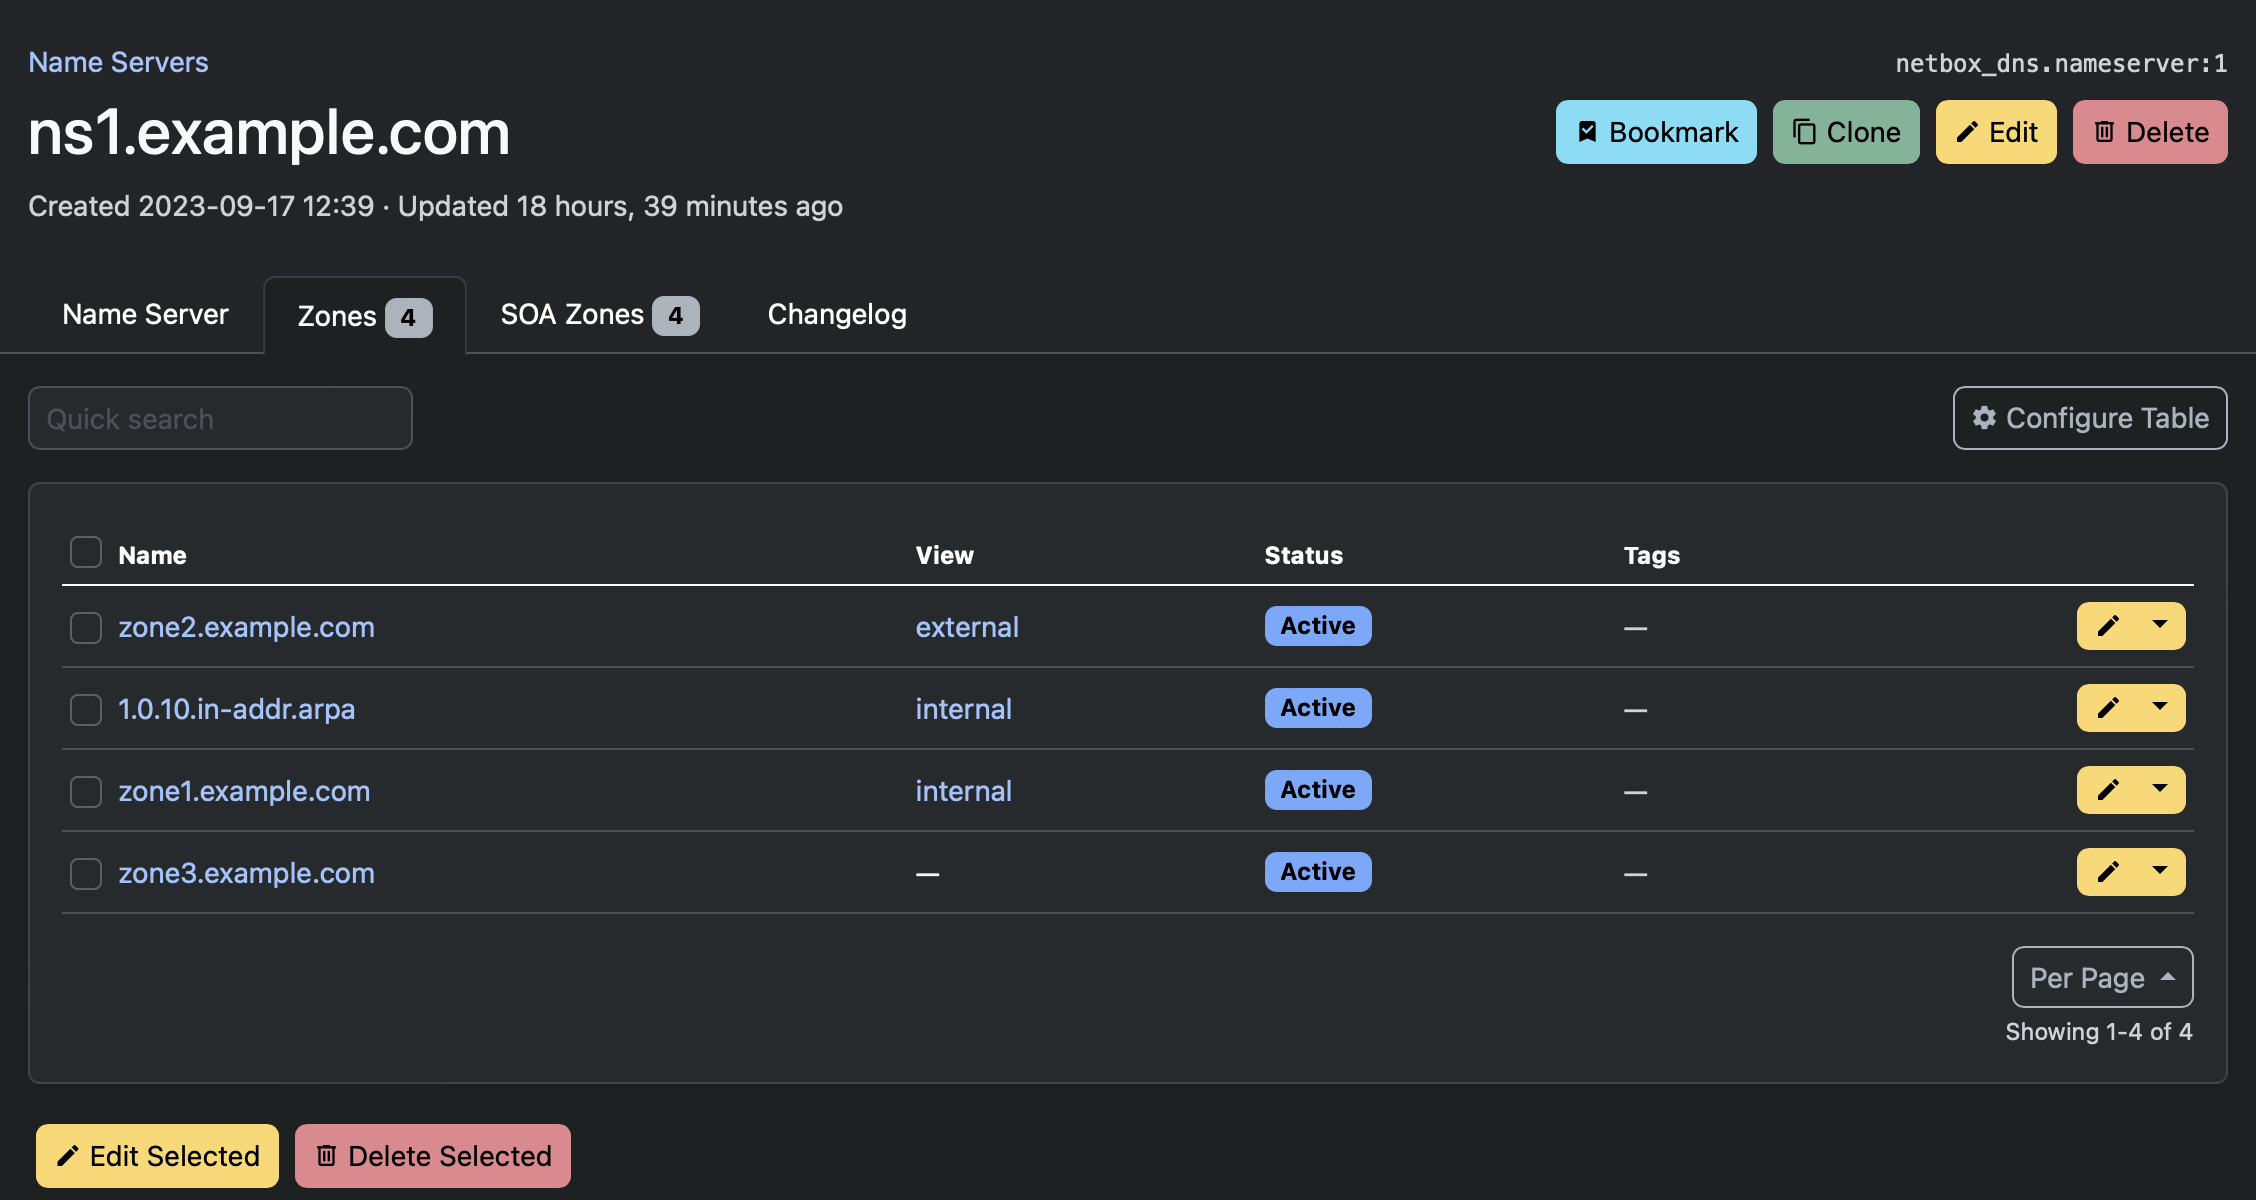 Name Servers
netbox_dns.nameserver:1
ns1.example.com
Bookmark Clone Edit Delete
Created 2023-09-17 12:39 · Updated 18 hours, 39 minutes ago
Name Server Zones 4 SOA Zones 4 Changelog
Quick search Configure Table
Name View Status Tags
zone2.example.com external Active —
1.0.10.in-addr.arpa internal Active —
zone1.example.com internal Active —
zone3.example.com — Active —
Per Page
Showing 1-4 of 4
Edit Selected Delete Selected